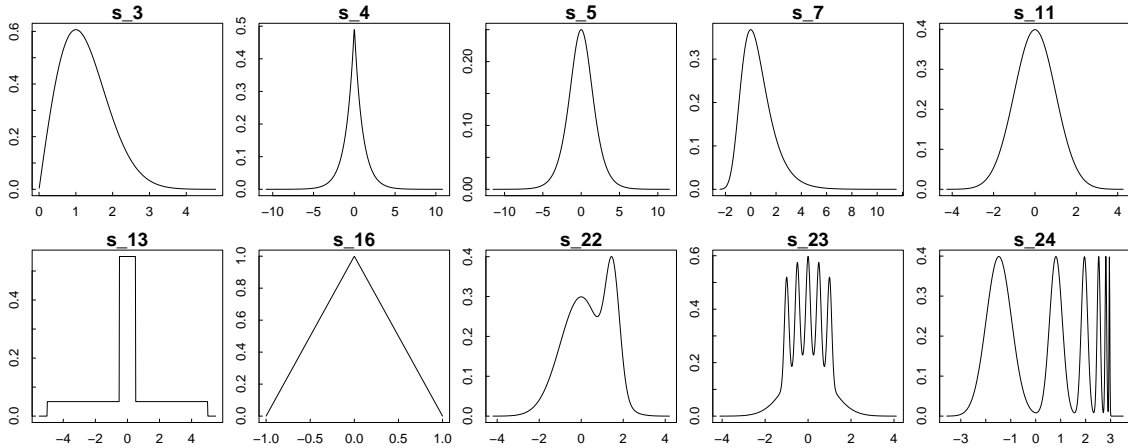 s_3
s_4
s_5
s_7
s_11
0.0 0.2 0.4 0.6
0 1 2 3 4
0.0 0.1 0.2 0.3 0.4 0.5
−10 −5 0 5 10
0.00 0.10 0.20
−10 −5 0 5 10
0.0 0.1 0.2 0.3
−2 0 2 4 6 8 10 12
0.0 0.1 0.2 0.3 0.4
−4 −2 0 2 4
s_13
s_16
s_22
s_23
s_24
0.0 0.2 0.4
−4 −2 0 2 4
0.0 0.2 0.4 0.6 0.8 1.0
−1.0 −0.5 0.0 0.5 1.0
0.0 0.1 0.2 0.3 0.4
−4 −2 0 2 4
0.0 0.2 0.4 0.6
−4 −2 0 2 4
0.0 0.1 0.2 0.3 0.4
−3 −1 0 1 2 3